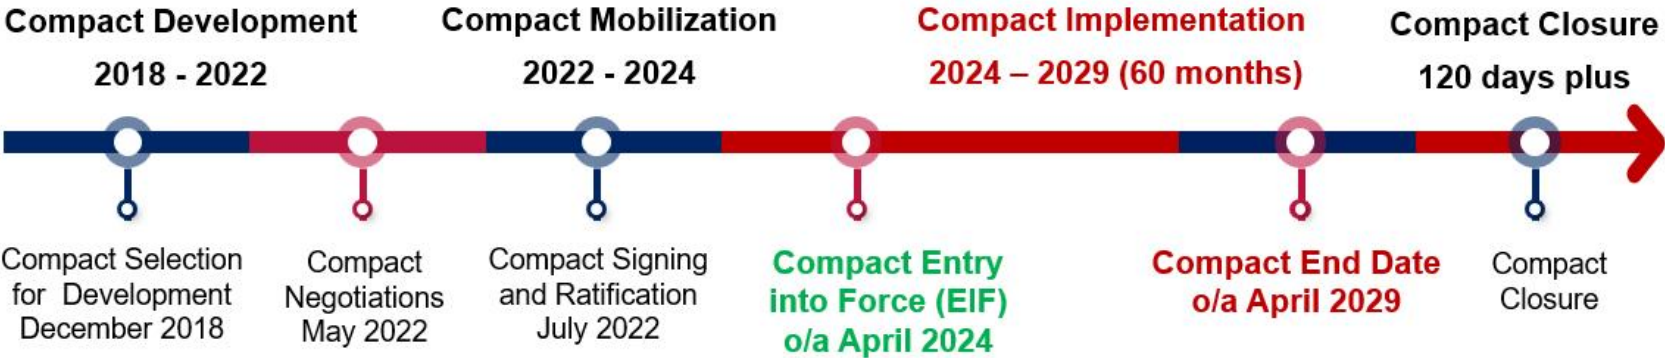 Compact Development
2018 - 2022
Compact Mobilization
2022 - 2024
Compact Implementation
2024 – 2029 (60 months)
Compact Closure
120 days plus
Compact Selection
for Development
December 2018
Compact
Negotiations
May 2022
Compact Signing
and Ratification
July 2022
Compact Entry
into Force (EIF)
o/a April 2024
Compact End Date
o/a April 2029
Compact
Closure